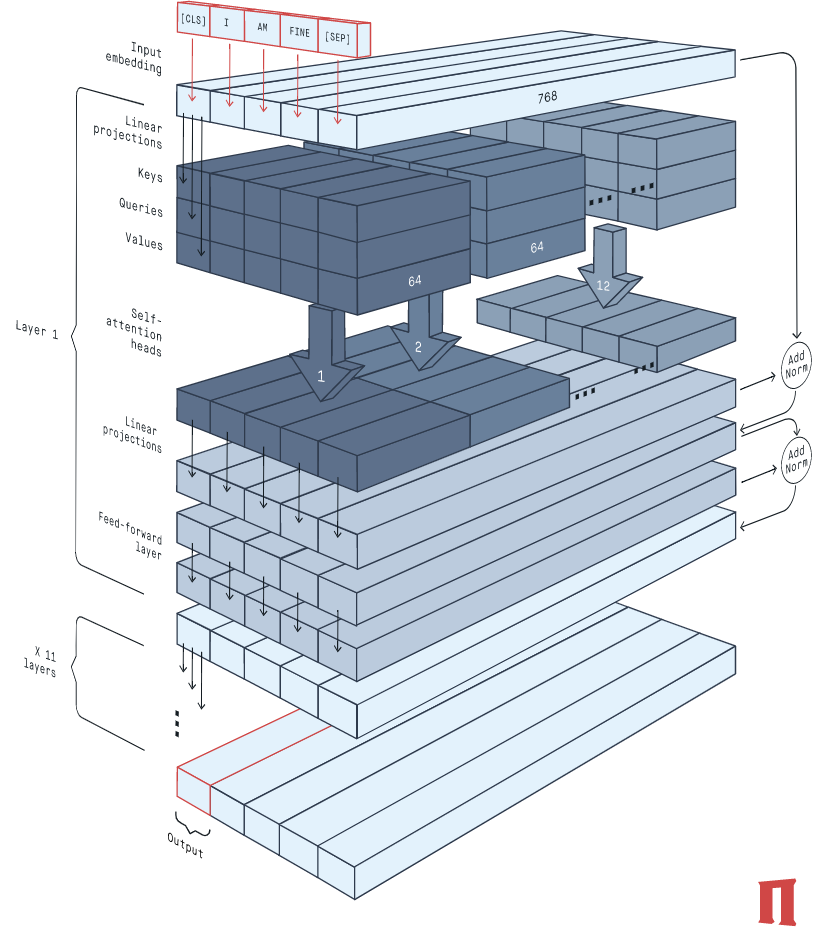 [CLS] I AM FINE [SEP]
Input
embedding
768
Linear
projections
Keys
Queries
Values
64
64
12
Layer 1
Self-
attention
heads
1
2
Add
Norm
Linear
projections
Add
Norm
Feed-forward
layer
X 11
layers
Output
П